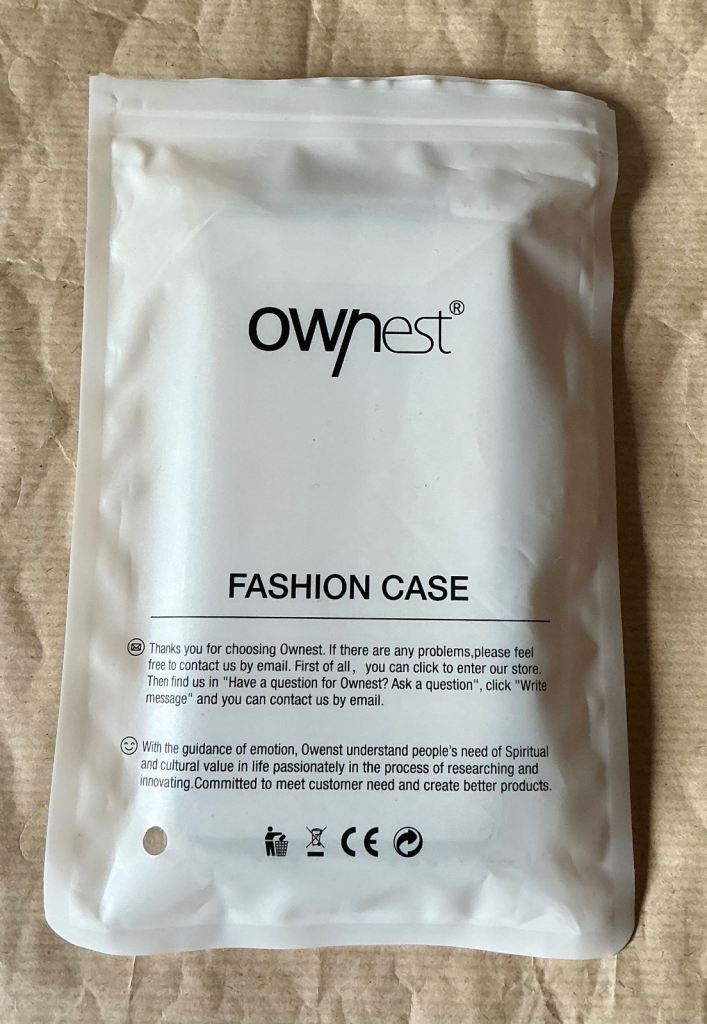 ownest®
FASHION CASE
Thanks you for choosing Ownest. If there are any problems,please feel
free to contact us by email. First of all， you can click to enter our store.
Then find us in "Have a question for Ownest? Ask a question", click "Write
message" and you can contact us by email.
With the guidance of emotion, Owenst understand people's need of Spiritual
and cultural value in life passionately in the process of researching and
innovating.Committed to meet customer need and create better products.
CE